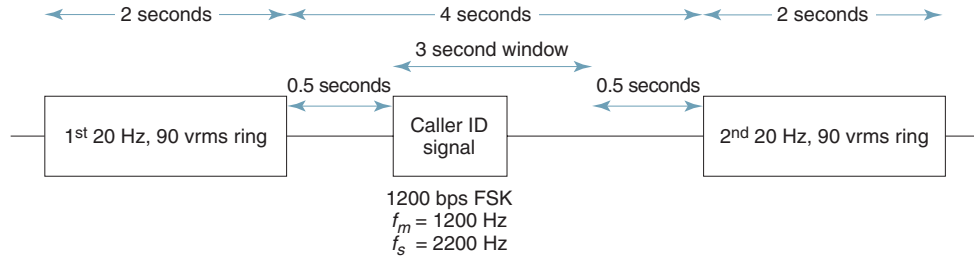 2 seconds
4 seconds
2 seconds
3 second window
0.5 seconds
0.5 seconds
1st 20 Hz, 90 vrms ring
Caller ID
signal
2nd 20 Hz, 90 vrms ring
1200 bps FSK
fm = 1200 Hz
fs = 2200 Hz